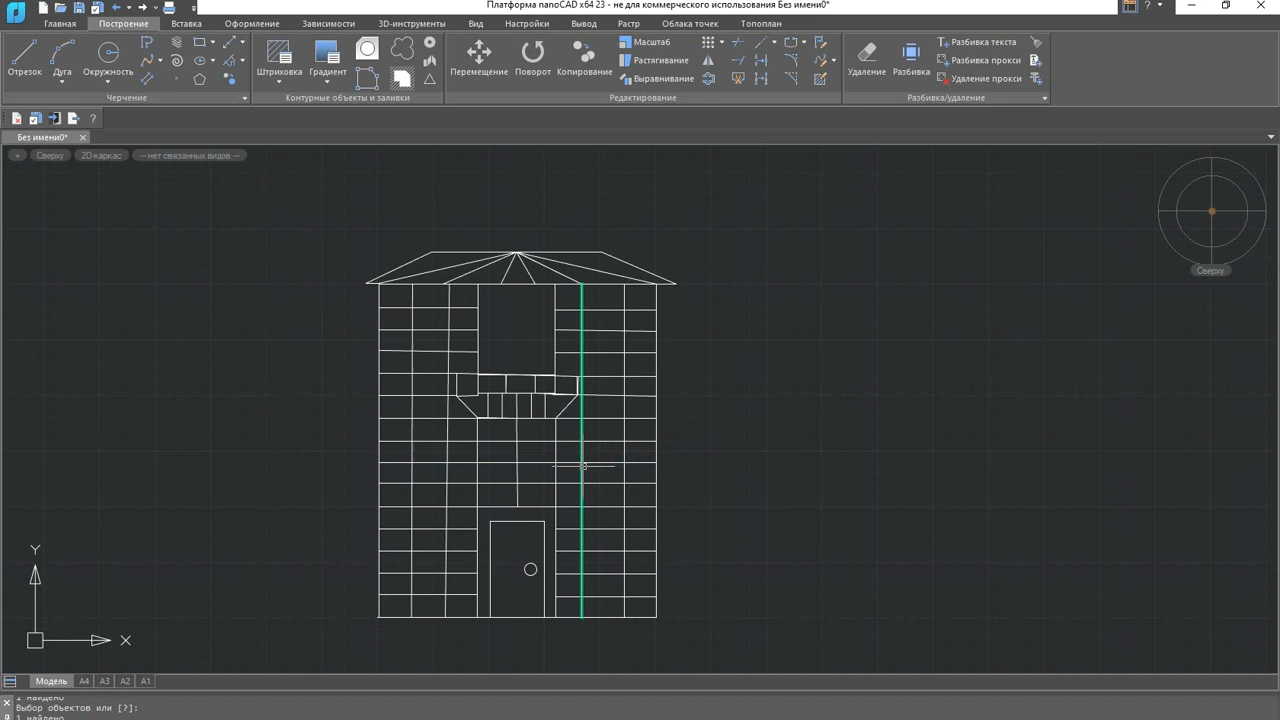 Платформа nanoCAD x64 23 - не для коммерческого использования Без имени0*
Главная Построение Вставка Оформление Зависимости 3D-инструменты Вид Настройки Вывод Растр Облака точек Топоплан
Отрезок Дуга Окружность Штриховка Градиент Перемещение Поворот Копирование Масштаб Удаление Разбивка Разбивка текста
Растягивание Разбивка прокси
Выравнивание Удаление прокси
Черчение Контурные объекты и заливки Редактирование Разбивка/удаление
?
Без имени0*
+ Сверху 2D-каркас --- нет связанных видов ---
Сверху
Y
X
Модель A4 A3 A2 A1
1 найдено
Выбор объектов или [?]:
1 найдено